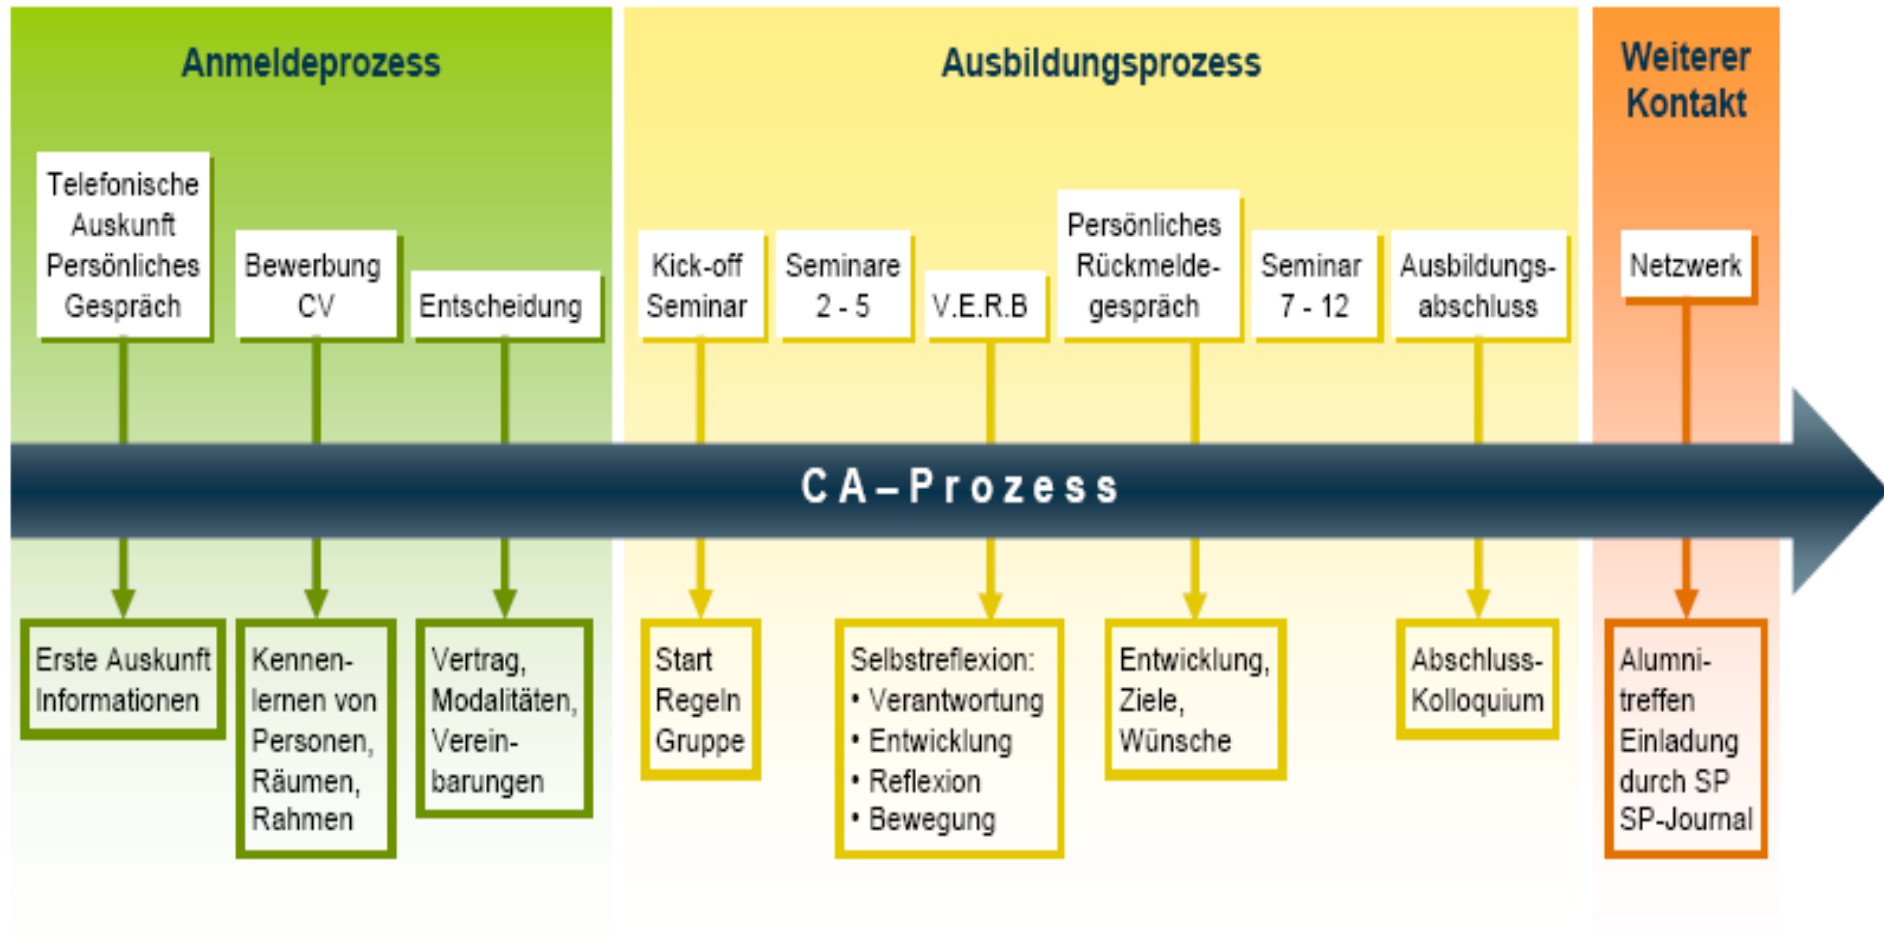 Anmeldeprozess
Telefonische
Auskunft
Persönliches
Gespräch
Bewerbung
CV
Entscheidung
Ausbildungsprozess
Kick-off
Seminar
Seminare
2 - 5
V.E.R.B
Persönliches
Rückmelde-
gespräch
Seminar
7 - 12
Ausbildungs-
abschluss
Weiterer
Kontakt
Netzwerk
CA–Prozess
Erste Auskunft
Informationen
Kennen-
lernen von
Personen,
Räumen,
Rahmen
Vertrag,
Modalitäten,
Verein-
barungen
Start
Regeln
Gruppe
Selbstreflexion:
• Verantwortung
• Entwicklung
• Reflexion
• Bewegung
Entwicklung,
Ziele,
Wünsche
Abschluss-
Kolloquium
Alumni-
treffen
Einladung
durch SP
SP-Journal